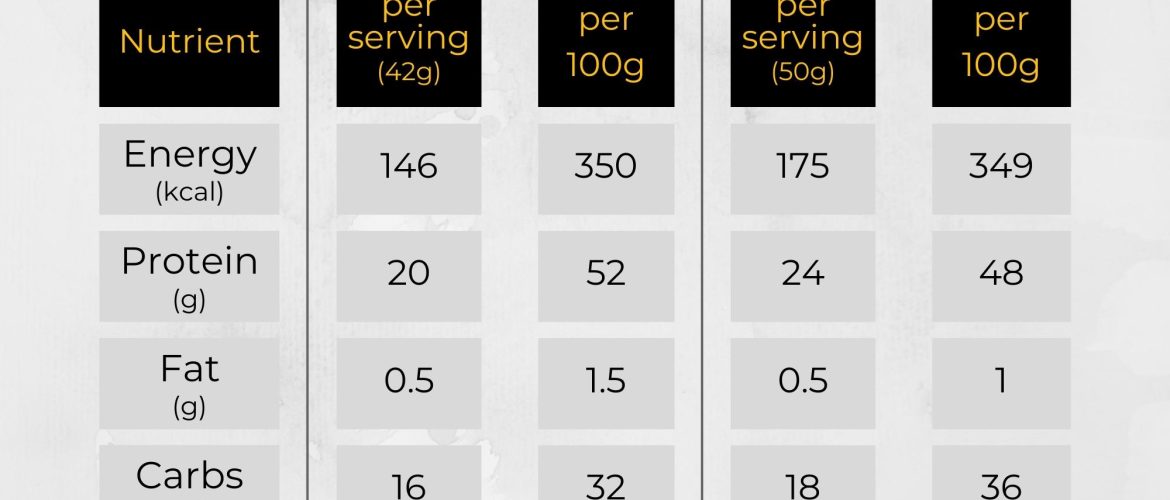 Nutrient
per
serving
(42g)
per
100g
per
serving
(50g)
per
100g
Energy
(kcal)
146
350
175
349
Protein
(g)
20
52
24
48
Fat
(g)
0.5
1.5
0.5
1
Carbs
16
32
18
36